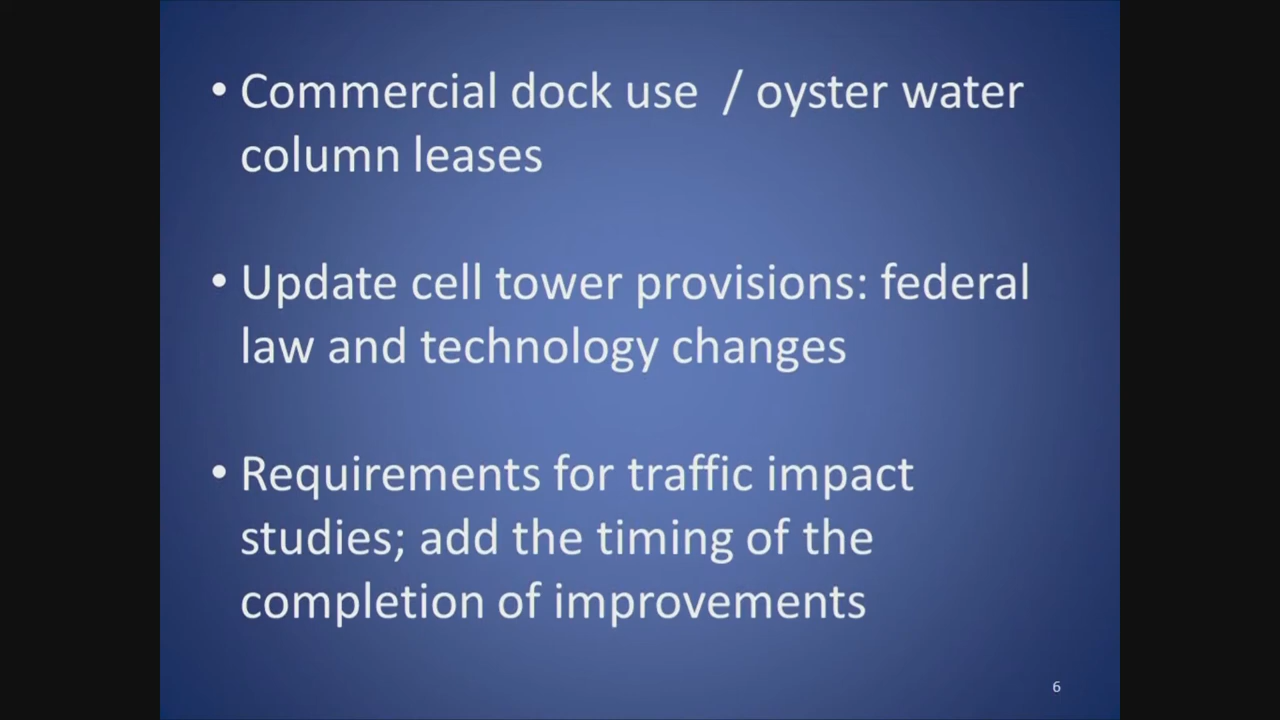 • Commercial dock use / oyster water
column leases
• Update cell tower provisions: federal
law and technology changes
• Requirements for traffic impact
studies; add the timing of the
completion of improvements
6